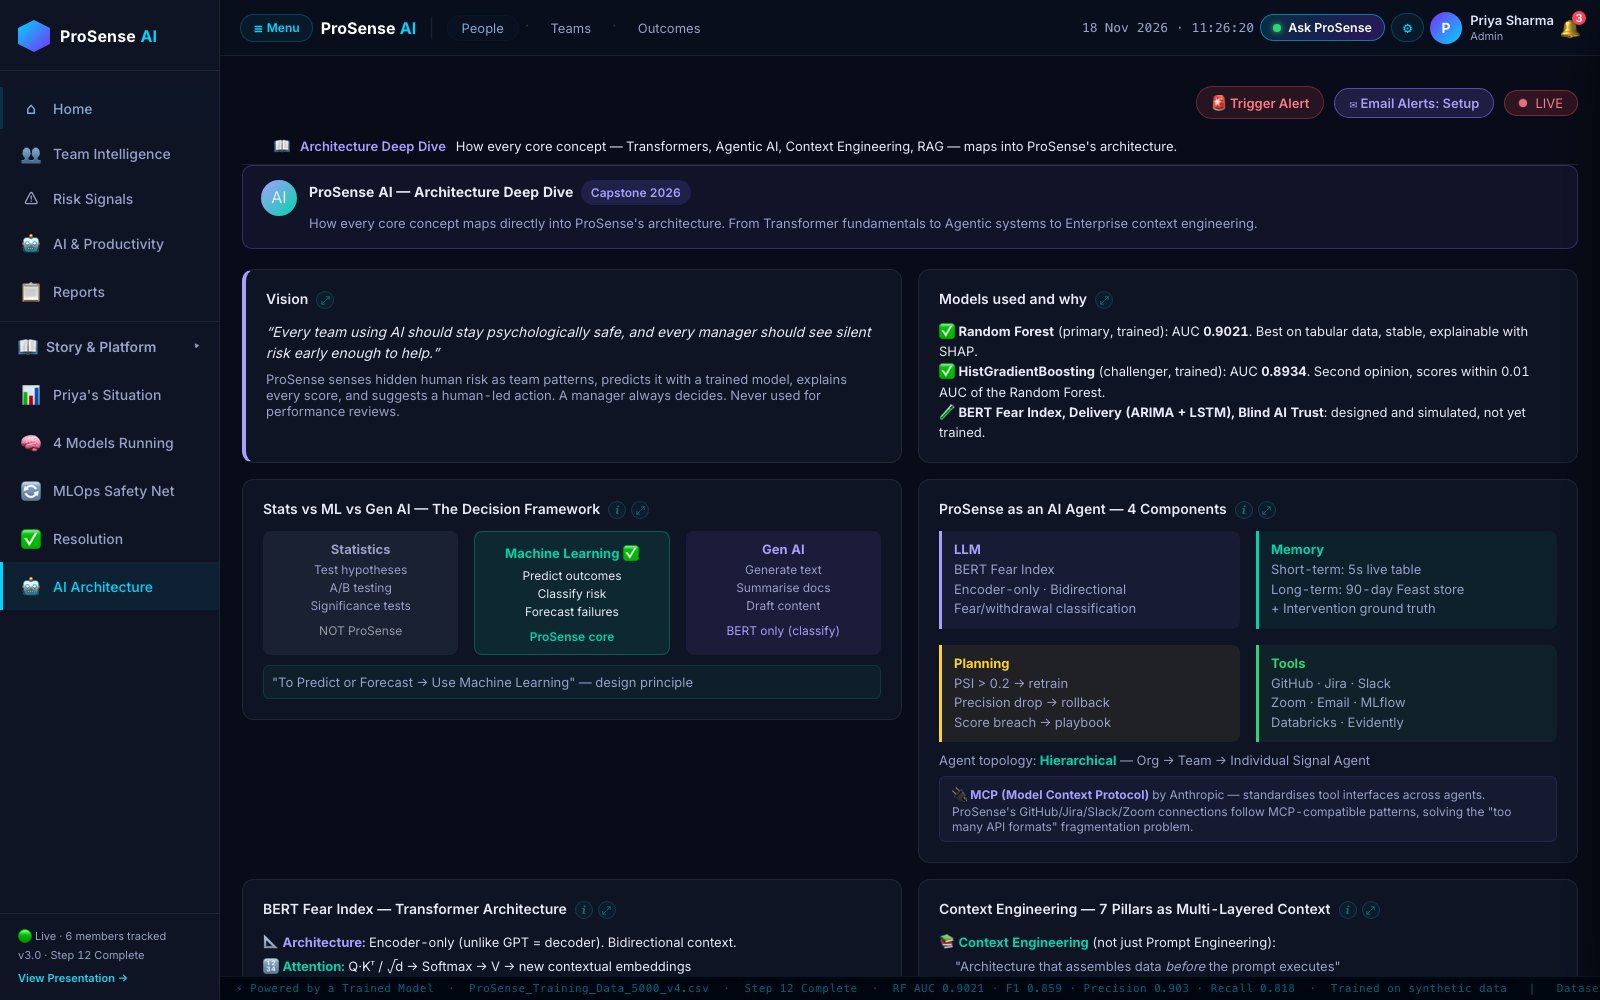 ProSense AI
Home
Team Intelligence
Risk Signals
AI & Productivity
Reports
Story & Platform
Priya's Situation
4 Models Running
MLOps Safety Net
Resolution
AI Architecture
Live · 6 members tracked
v3.0 · Step 12 Complete
View Presentation →
≡ Menu
ProSense AI
People · Teams · Outcomes
18 Nov 2026 · 11:26:20
Ask ProSense
P
Priya Sharma
Admin
3
Trigger Alert
Email Alerts: Setup
LIVE
Architecture Deep Dive How every core concept — Transformers, Agentic AI, Context Engineering, RAG — maps into ProSense's architecture.
AI
ProSense AI — Architecture Deep Dive
Capstone 2026
How every core concept maps directly into ProSense's architecture. From Transformer fundamentals to Agentic systems to Enterprise context engineering.
Vision
“Every team using AI should stay psychologically safe, and every manager should see silent
risk early enough to help.”
ProSense senses hidden human risk as team patterns, predicts it with a trained model, explains
every score, and suggests a human-led action. A manager always decides. Never used for
performance reviews.
Models used and why
✅ Random Forest (primary, trained): AUC 0.9021. Best on tabular data, stable, explainable with
SHAP.
✅ HistGradientBoosting (challenger, trained): AUC 0.8934. Second opinion, scores within 0.01
AUC of the Random Forest.
BERT Fear Index, Delivery (ARIMA + LSTM), Blind AI Trust: designed and simulated, not yet
trained.
Stats vs ML vs Gen AI — The Decision Framework
i
Statistics
Test hypotheses
A/B testing
Significance tests
NOT ProSense
Machine Learning ✅
Predict outcomes
Classify risk
Forecast failures
ProSense core
Gen AI
Generate text
Summarise docs
Draft content
BERT only (classify)
"To Predict or Forecast → Use Machine Learning" — design principle
ProSense as an AI Agent — 4 Components
i
LLM
BERT Fear Index
Encoder-only · Bidirectional
Fear/withdrawal classification
Memory
Short-term: 5s live table
Long-term: 90-day Feast store
+ Intervention ground truth
Planning
PSI > 0.2 → retrain
Precision drop → rollback
Score breach → playbook
Tools
GitHub · Jira · Slack
Zoom · Email · MLflow
Databricks · Evidently
Agent topology: Hierarchical — Org → Team → Individual Signal Agent
MCP (Model Context Protocol) by Anthropic — standardises tool interfaces across agents.
ProSense's GitHub/Jira/Slack/Zoom connections follow MCP-compatible patterns, solving the "too
many API formats" fragmentation problem.
BERT Fear Index — Transformer Architecture
i
Architecture: Encoder-only (unlike GPT = decoder). Bidirectional context.
Attention: Q·Kᵀ / √d → Softmax → V → new contextual embeddings
Context Engineering — 7 Pillars as Multi-Layered Context
i
Context Engineering (not just Prompt Engineering):
"Architecture that assembles data before the prompt executes"
⚡ Powered by a Trained Model · ProSense_Training_Data_5000_v4.csv · Step 12 Complete · RF AUC 0.9021 · F1 0.859 · Precision 0.903 · Recall 0.818 · Trained on synthetic data | Datase